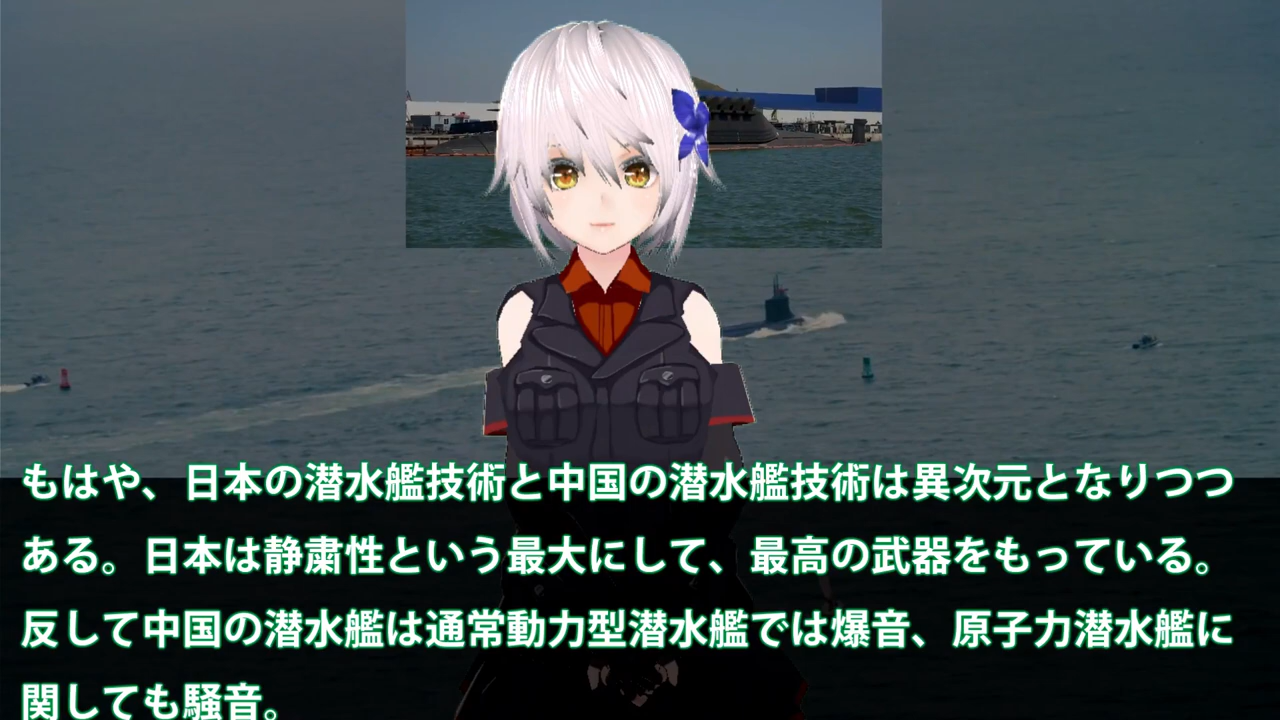 もはや、日本の潜水艦技術と中国の潜水艦技術は異次元となりつつ
ある。日本は静粛性という最大にして、最高の武器をもっている。
反して中国の潜水艦は通常動力型潜水艦では爆音、原子力潜水艦に
関しても騒音。